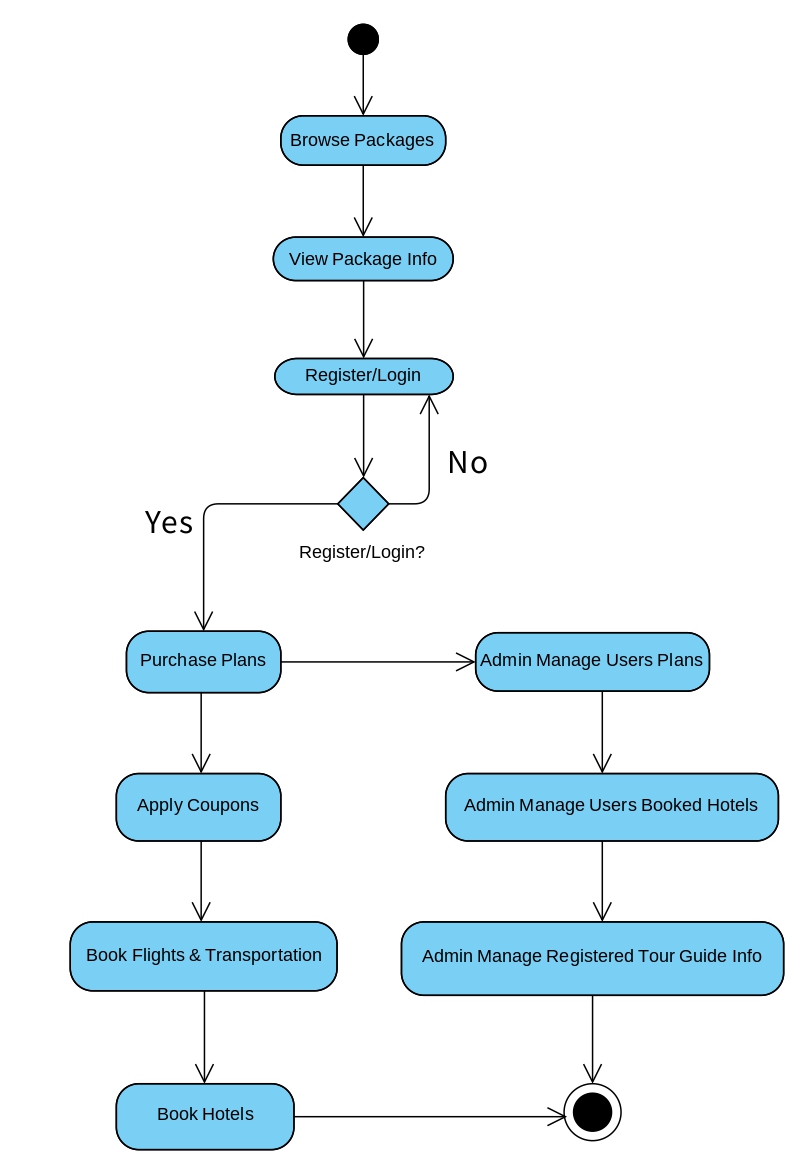 Browse Packages
View Package Info
Register/Login
No
Yes
Register/Login?
Purchase Plans
Admin Manage Users Plans
Apply Coupons
Admin Manage Users Booked Hotels
Book Flights & Transportation
Admin Manage Registered Tour Guide Info
Book Hotels